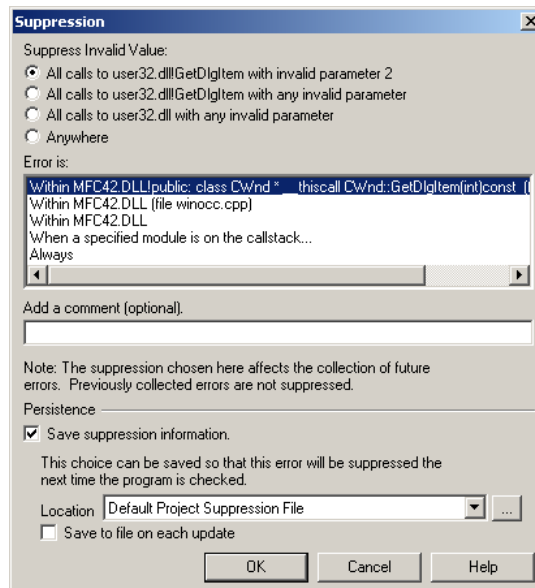 Suppression
Suppress Invalid Value:
All calls to user32.dll!GetDlgItem with invalid parameter 2
All calls to user32.dll!GetDlgItem with any invalid parameter
All calls to user32.dll with any invalid parameter
Anywhere
Error is:
Within MFC42.DLL!public: class CWnd * __thiscall CWnd::GetDlgItem(int)const (
Within MFC42.DLL (file winocc.cpp)
Within MFC42.DLL
When a specified module is on the callstack...
Always
Add a comment (optional).
Note: The suppression chosen here affects the collection of future
errors. Previously collected errors are not suppressed.
Persistence
Save suppression information.
This choice can be saved so that this error will be suppressed the
next time the program is checked.
Location Default Project Suppression File ...
Save to file on each update
OK Cancel Help